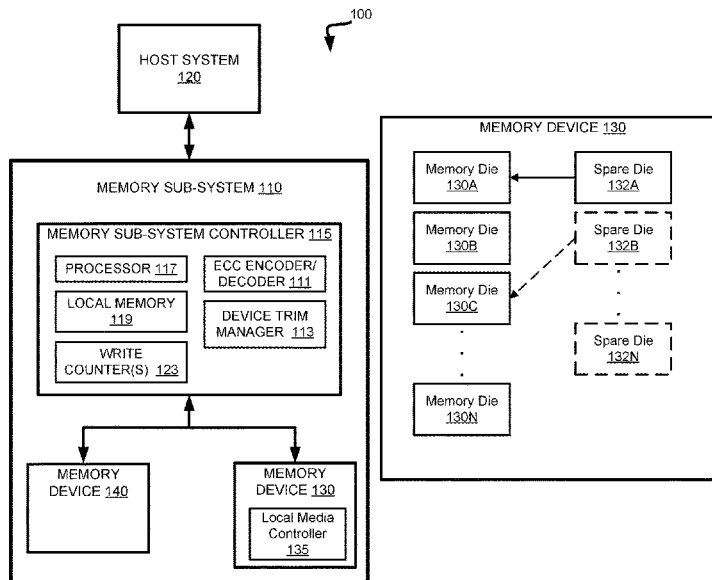 100
HOST SYSTEM
120
MEMORY SUB-SYSTEM 110
MEMORY SUB-SYSTEM CONTROLLER 115
PROCESSOR 117
LOCAL MEMORY
119
WRITE
COUNTER(S) 123
ECC ENCODER/
DECODER 111
DEVICE TRIM
MANAGER 113
MEMORY
DEVICE 140
MEMORY
DEVICE 130
Local Media
Controller
135
MEMORY DEVICE 130
Memory Die
130A
Spare Die
132A
Memory Die
130B
Spare Die
132B
Memory Die
130C
Spare Die
132N
Memory Die
130N